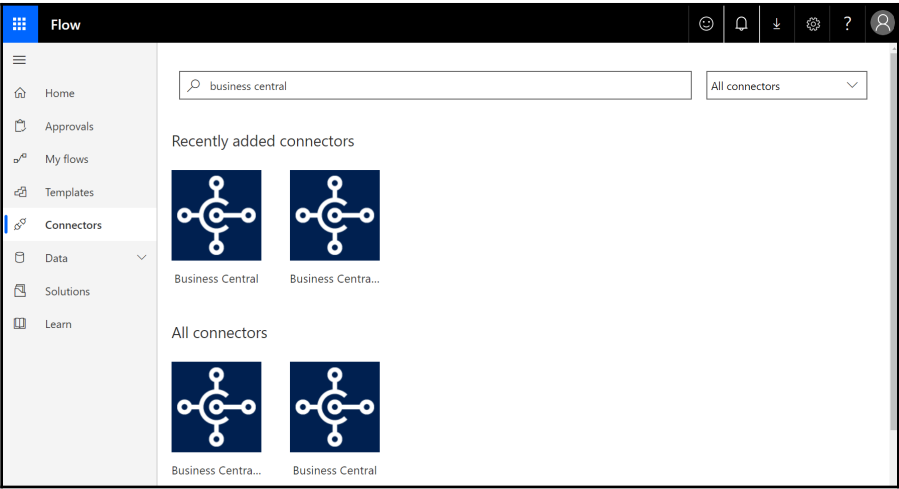 Flow
?
business central
All connectors
Home
Approvals
My flows
Templates
Connectors
Data
Solutions
Learn
Recently added connectors
Business Central
Business Centra...
All connectors
Business Centra...
Business Central